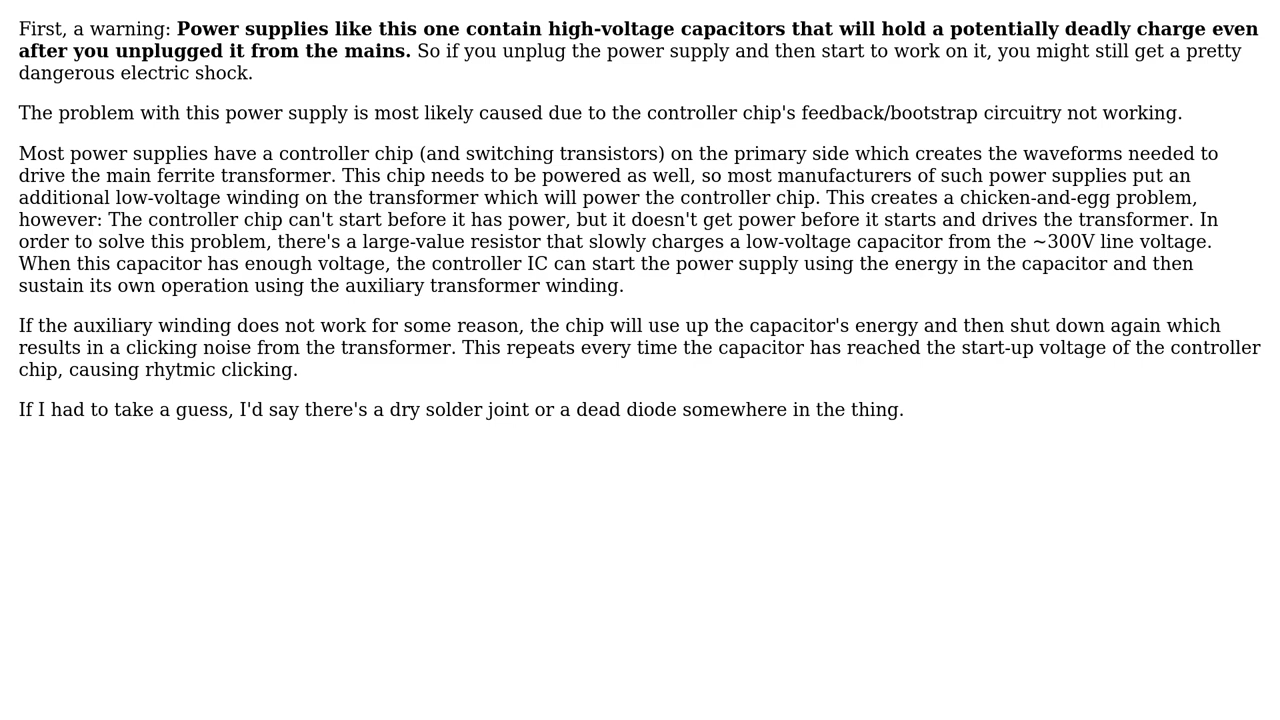 First, a warning: Power supplies like this one contain high-voltage capacitors that will hold a potentially deadly charge even
after you unplugged it from the mains. So if you unplug the power supply and then start to work on it, you might still get a pretty
dangerous electric shock.
The problem with this power supply is most likely caused due to the controller chip's feedback/bootstrap circuitry not working.
Most power supplies have a controller chip (and switching transistors) on the primary side which creates the waveforms needed to
drive the main ferrite transformer. This chip needs to be powered as well, so most manufacturers of such power supplies put an
additional low-voltage winding on the transformer which will power the controller chip. This creates a chicken-and-egg problem,
however: The controller chip can't start before it has power, but it doesn't get power before it starts and drives the transformer. In
order to solve this problem, there's a large-value resistor that slowly charges a low-voltage capacitor from the ~300V line voltage.
When this capacitor has enough voltage, the controller IC can start the power supply using the energy in the capacitor and then
sustain its own operation using the auxiliary transformer winding.
If the auxiliary winding does not work for some reason, the chip will use up the capacitor's energy and then shut down again which
results in a clicking noise from the transformer. This repeats every time the capacitor has reached the start-up voltage of the controller
chip, causing rhytmic clicking.
If I had to take a guess, I'd say there's a dry solder joint or a dead diode somewhere in the thing.